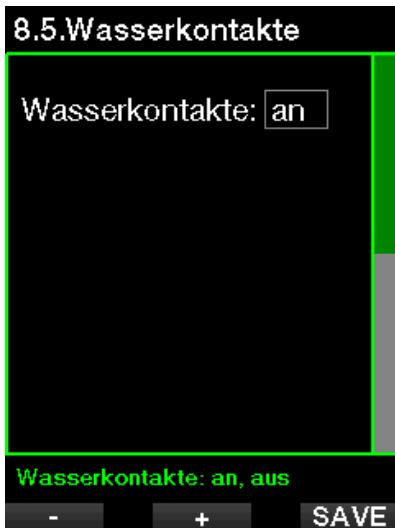 8.5.Wasserkontakte
Wasserkontakte: an
Wasserkontakte: an, aus
- + SAVE